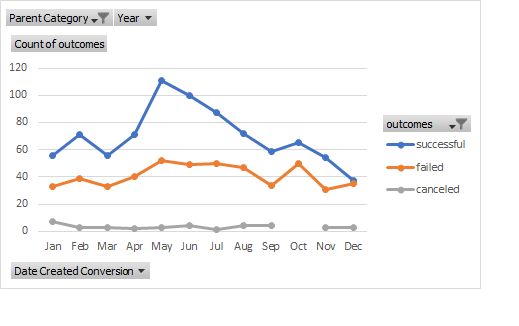 Parent Category Year
Count of outcomes
120
100
80
60
40
20
0
Jan Feb Mar Apr May Jun Jul Aug Sep Oct Nov Dec
outcomes
successful
failed
canceled
Date Created Conversion